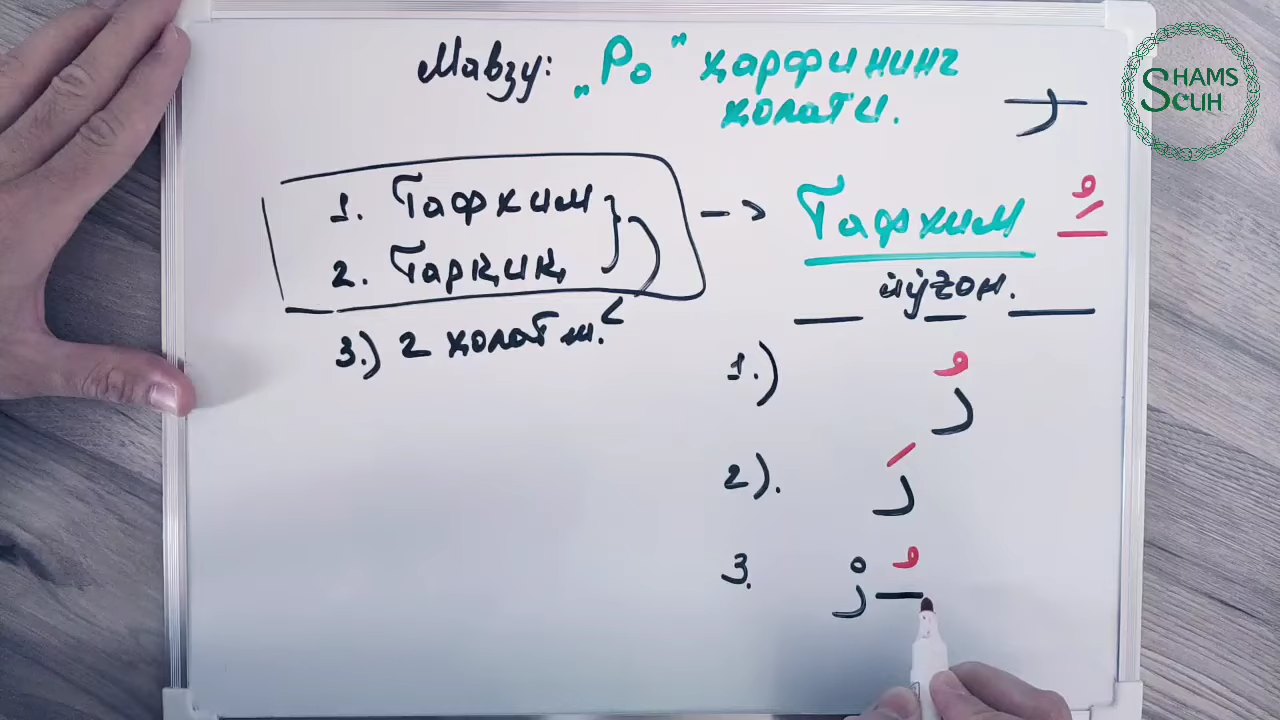 Мавзу: „Ро" ҳарфининг
ҳолати.
1. Тафхим
2. Тарқиқ
3.) 2 ҳолатли.
Тафхим
йўғон.
1.) رُ
2). رَ
3. ـُ رْ
SHAMS
SCUH